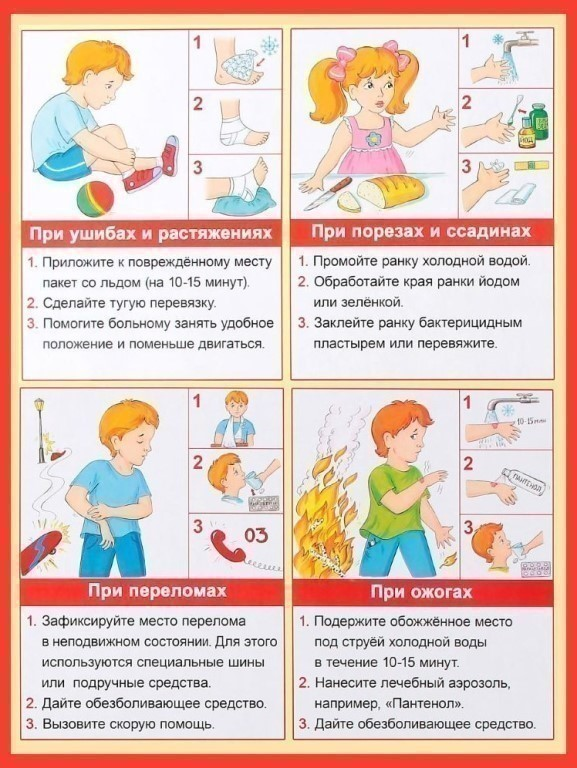 1
2
3
При ушибах и растяжениях
1. Приложите к повреждённому месту
пакет со льдом (на 10-15 минут).
2. Сделайте тугую перевязку.
3. Помогите больному занять удобное
положение и поменьше двигаться.
1
2
3
При порезах и ссадинах
1. Промойте ранку холодной водой.
2. Обработайте края ранки йодом
или зелёнкой.
3. Заклейте ранку бактерицидным
пластырем или перевяжите.
1
2
3
03
При переломах
1. Зафиксируйте место перелома
в неподвижном состоянии. Для этого
используются специальные шины
или подручные средства.
2. Дайте обезболивающее средство.
3. Вызовите скорую помощь.
1
10-15 мин
2
ПАНТЕНОЛ
3
При ожогах
1. Подержите обожжённое место
под струёй холодной воды
в течение 10-15 минут.
2. Нанесите лечебный аэрозоль,
например, «Пантенол».
3. Дайте обезболивающее средство.